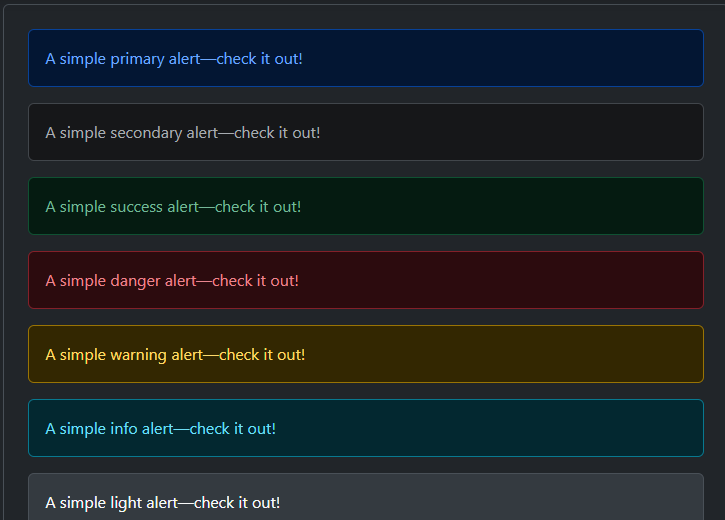 A simple primary alert—check it out!
A simple secondary alert—check it out!
A simple success alert—check it out!
A simple danger alert—check it out!
A simple warning alert—check it out!
A simple info alert—check it out!
A simple light alert—check it out!